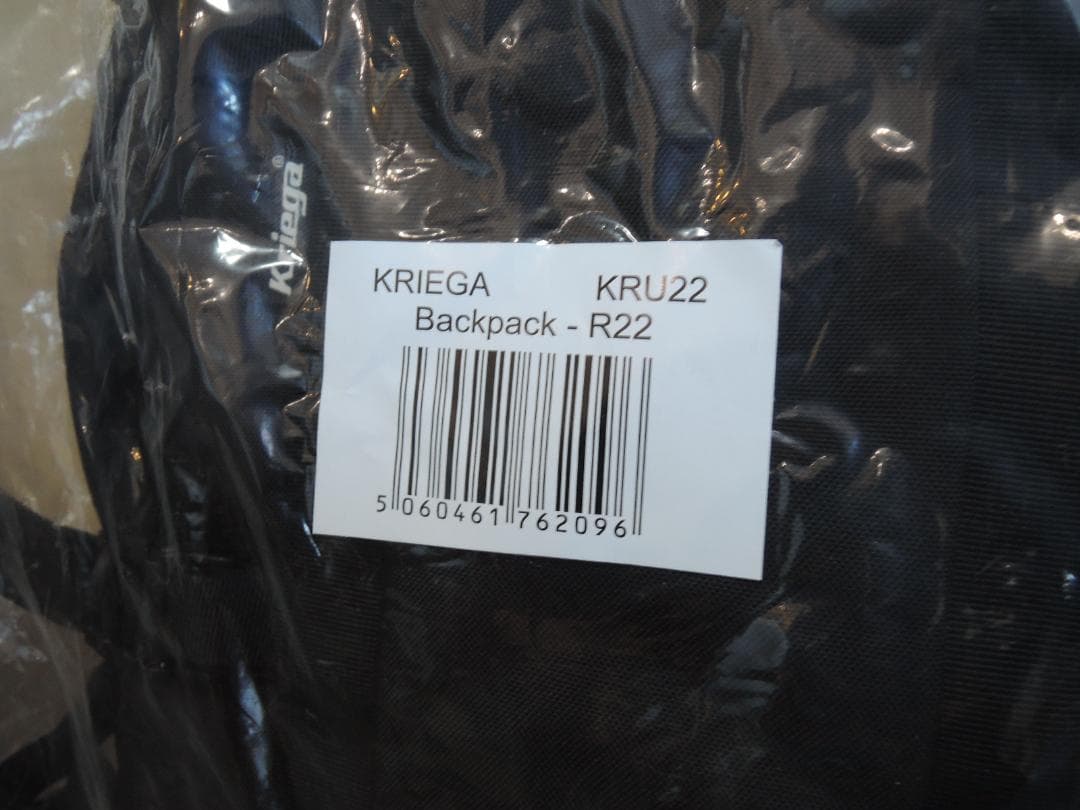 Kriega®
KRIEGA KRU22
Backpack - R22
5 060461 762096